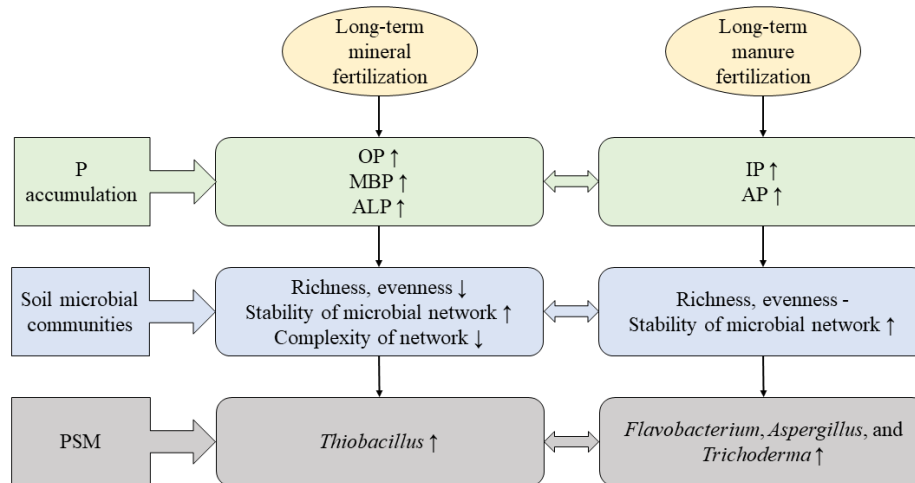 Long-term
mineral
fertilization
Long-term
manure
fertilization
P
accumulation
OP ↑
MBP ↑
ALP ↑
IP ↑
AP ↑
Soil microbial
communities
Richness, evenness ↓
Stability of microbial network ↑
Complexity of network ↓
Richness, evenness -
Stability of microbial network ↑
PSM
Thiobacillus ↑
Flavobacterium, Aspergillus, and
Trichoderma ↑